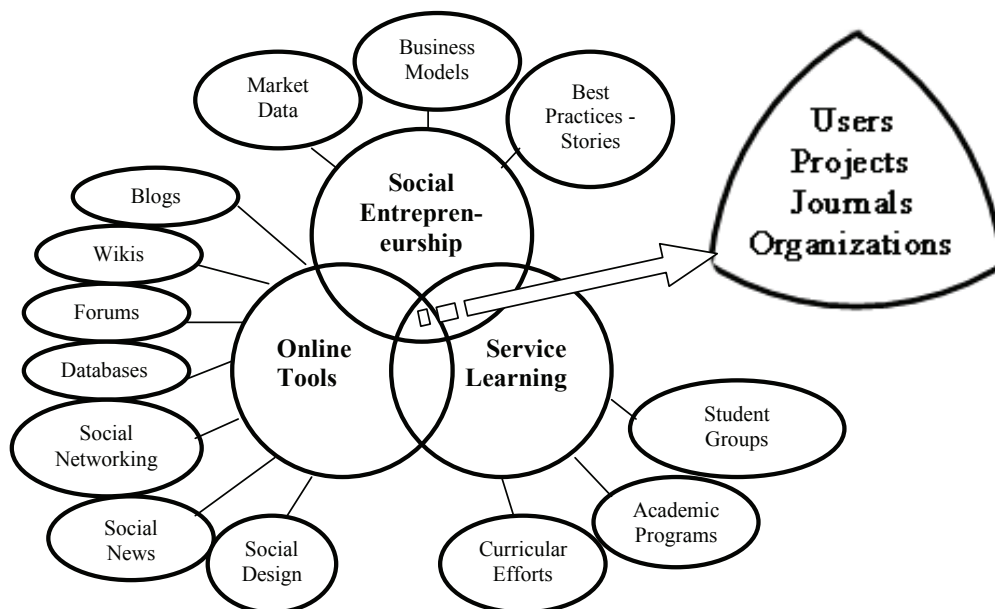 Business
Models
Market
Data
Best
Practices -
Stories
Users
Projects
Journals
Organizations
Social
Entrepren-
eurship
Blogs
Wikis
Forums
Databases
Social
Networking
Social
News
Social
Design
Online
Tools
Service
Learning
Student
Groups
Academic
Programs
Curricular
Efforts